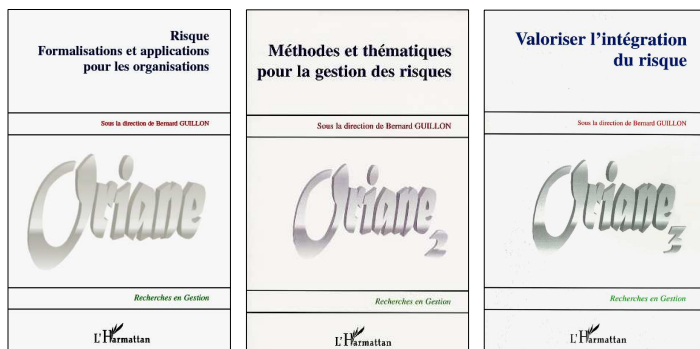 Risque
Formalisations et applications
pour les organisations
Sous la direction de Bernard GUILLON
Oriane
Recherches en Gestion
L'Harmattan
Méthodes et thématiques
pour la gestion des risques
Sous la direction de Bernard GUILLON
Oriane 2
Recherches en Gestion
L'Harmattan
Valoriser l'intégration
du risque
Sous la direction de Bernard GUILLON
Oriane 3
Recherches en Gestion
L'Harmattan